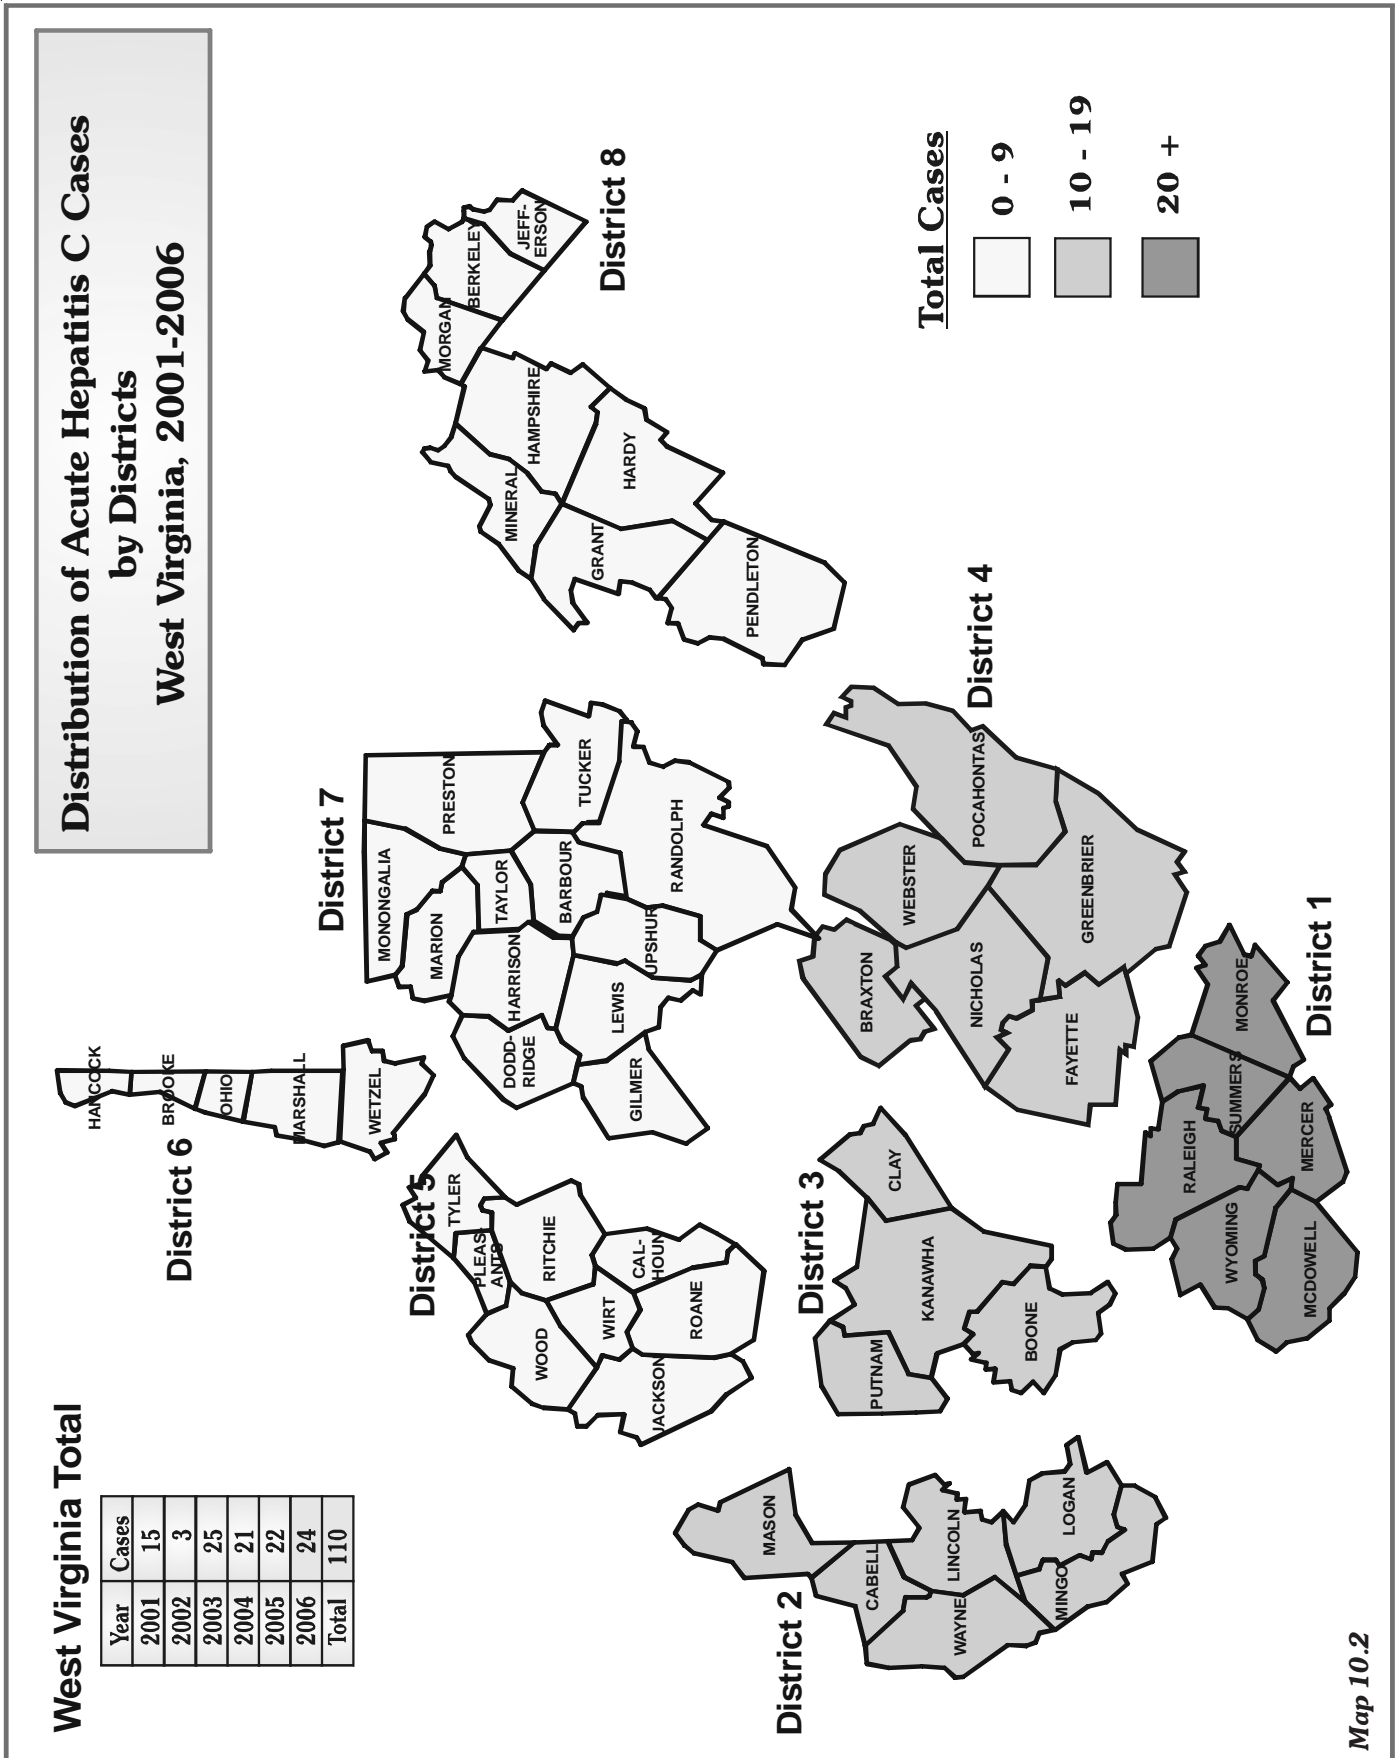 Distribution of Acute Hepatitis C Cases
by Districts
West Virginia, 2001-2006
West Virginia Total
Year Cases
2001 15
2002 3
2003 25
2004 21
2005 22
2006 24
Total 110
District 6
HANCOCK
BROOKE
OHIO
MARSHALL
WETZEL
District 7
MONONGALIA
PRESTON
MARION
TAYLOR
HARRISON
BARBOUR
TUCKER
DODD-
RIDGE
LEWIS
UPSHUR
RANDOLPH
GILMER
District 8
MORGAN
BERKELEY
JEFF-
ERSON
HAMPSHIRE
MINERAL
HARDY
GRANT
PENDLETON
District 5
TYLER
PLEAS
ANTS
RITCHIE
WOOD
WIRT
CAL-
HOUN
ROANE
JACKSON
District 2
MASON
CABELL
LINCOLN
WAYNE
LOGAN
MINGO
District 3
CLAY
KANAWHA
PUTNAM
BOONE
District 4
POCAHONTAS
WEBSTER
BRAXTON
NICHOLAS
GREENBRIER
FAYETTE
District 1
MONROE
SUMMERS
RALEIGH
MERCER
WYOMING
MCDOWELL
Total Cases
0 - 9
10 - 19
20 +
Map 10.2